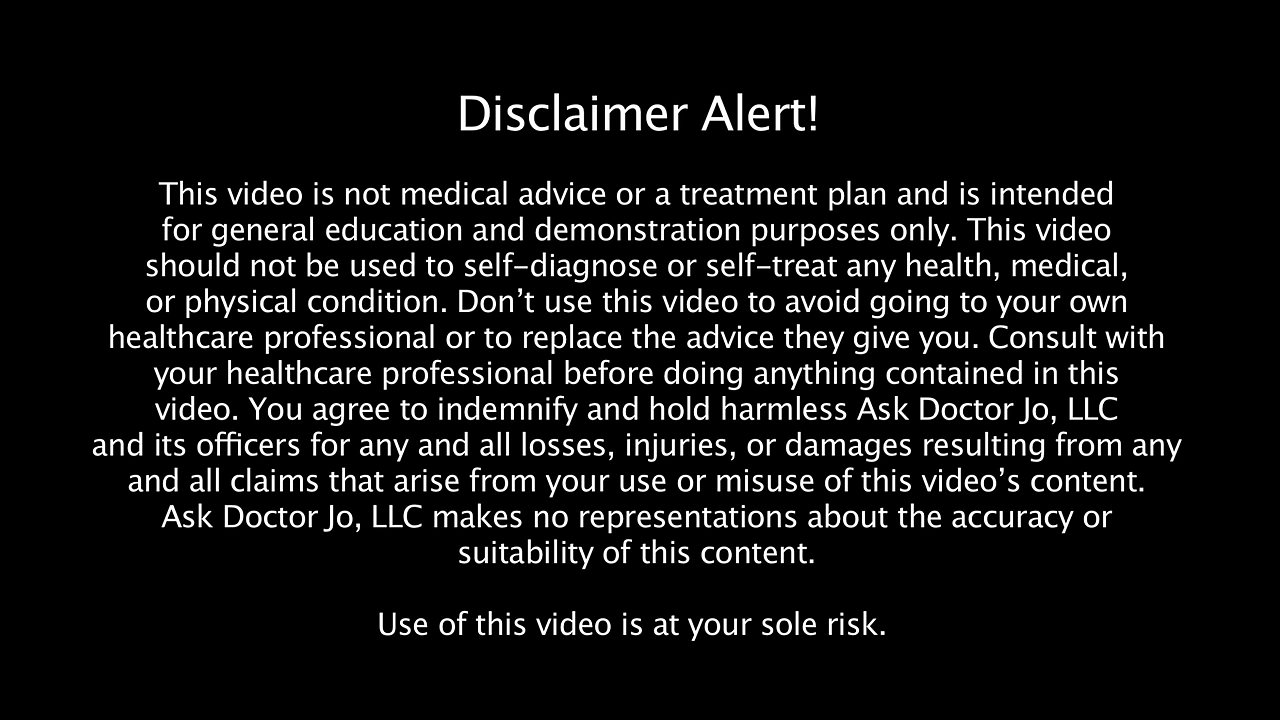 Disclaimer Alert!
This video is not medical advice or a treatment plan and is intended
for general education and demonstration purposes only. This video
should not be used to self-diagnose or self-treat any health, medical,
or physical condition. Don’t use this video to avoid going to your own
healthcare professional or to replace the advice they give you. Consult with
your healthcare professional before doing anything contained in this
video. You agree to indemnify and hold harmless Ask Doctor Jo, LLC
and its officers for any and all losses, injuries, or damages resulting from any
and all claims that arise from your use or misuse of this video’s content.
Ask Doctor Jo, LLC makes no representations about the accuracy or
suitability of this content.
Use of this video is at your sole risk.